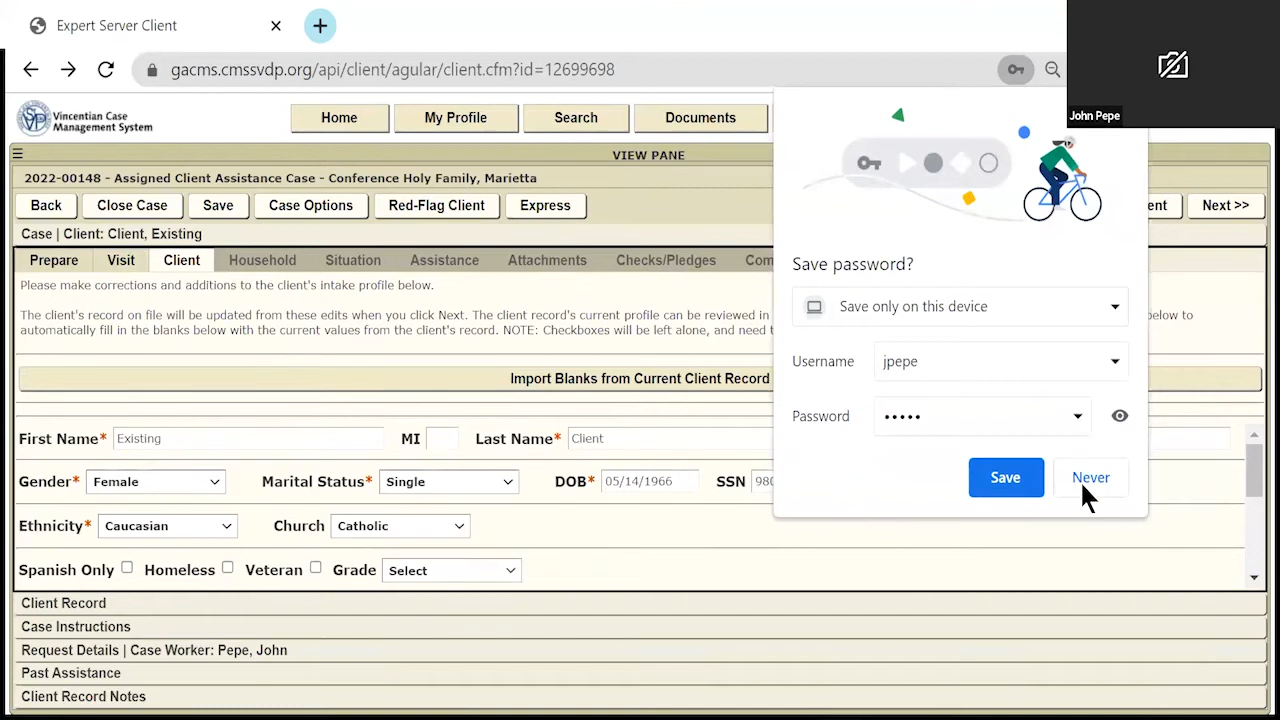 Expert Server Client
gacms.cmssvdp.org/api/client/agular/client.cfm?id=12699698
John Pepe
Vincentian Case
Management System
Home My Profile Search Documents
VIEW PANE
2022-00148 - Assigned Client Assistance Case - Conference Holy Family, Marietta
Back Close Case Save Case Options Red-Flag Client Express Next >>
Case | Client: Client, Existing
Prepare Visit Client Household Situation Assistance Attachments Checks/Pledges
Please make corrections and additions to the client's intake profile below.
The client's record on file will be updated from these edits when you click Next. The client record's current profile can be reviewed in below to
automatically fill in the blanks below with the current values from the client's record. NOTE: Checkboxes will be left alone, and need
Import Blanks from Current Client Record
First Name* Existing MI Last Name* Client
Gender* Female Marital Status* Single DOB* 05/14/1966 SSN 980
Ethnicity* Caucasian Church Catholic
Spanish Only Homeless Veteran Grade Select
Client Record
Case Instructions
Request Details | Case Worker: Pepe, John
Past Assistance
Client Record Notes
Save password?
Save only on this device
Username jpepe
Password •••••
Save Never